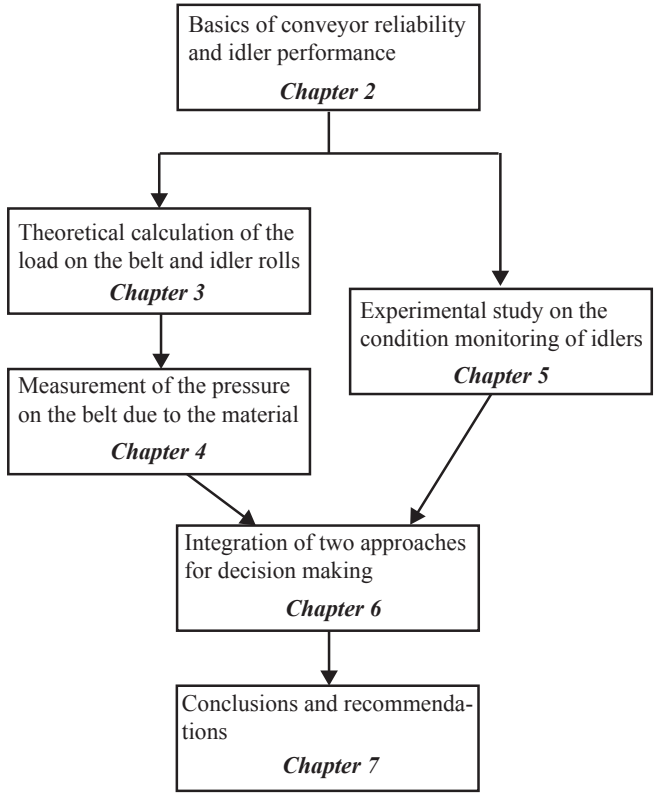 Basics of conveyor reliability
and idler performance
Chapter 2
Theoretical calculation of the
load on the belt and idler rolls
Chapter 3
Experimental study on the
condition monitoring of idlers
Chapter 5
Measurement of the pressure
on the belt due to the material
Chapter 4
Integration of two approaches
for decision making
Chapter 6
Conclusions and recommenda-
tions
Chapter 7